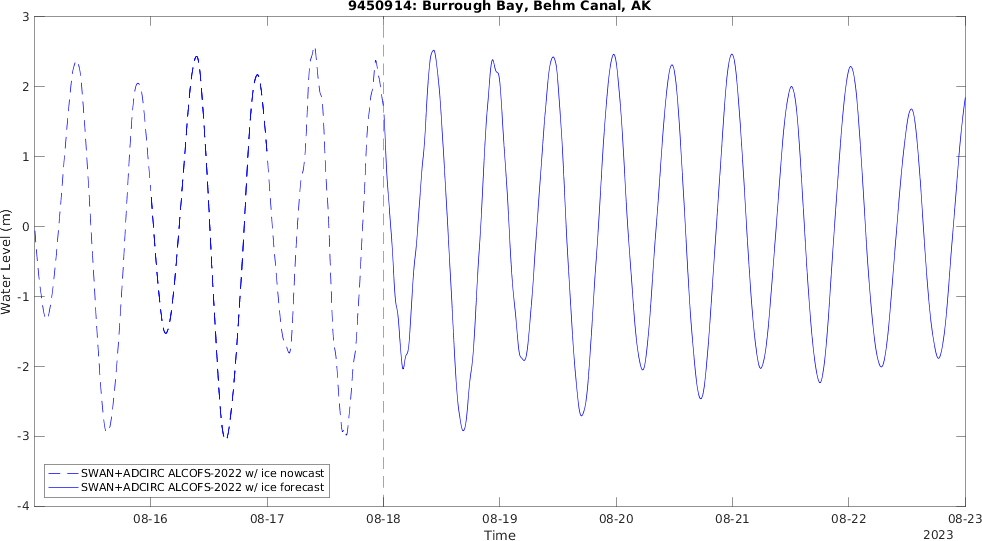 9450914: Burrough Bay, Behm Canal, AK
3
2
1
0
-1
-2
-3
-4
Water Level (m)
SWAN+ADCIRC ALCOFS-2022 w/ ice nowcast
SWAN+ADCIRC ALCOFS-2022 w/ ice forecast
08-16 08-17 08-18 08-19 08-20 08-21 08-22 08-23
Time
2023